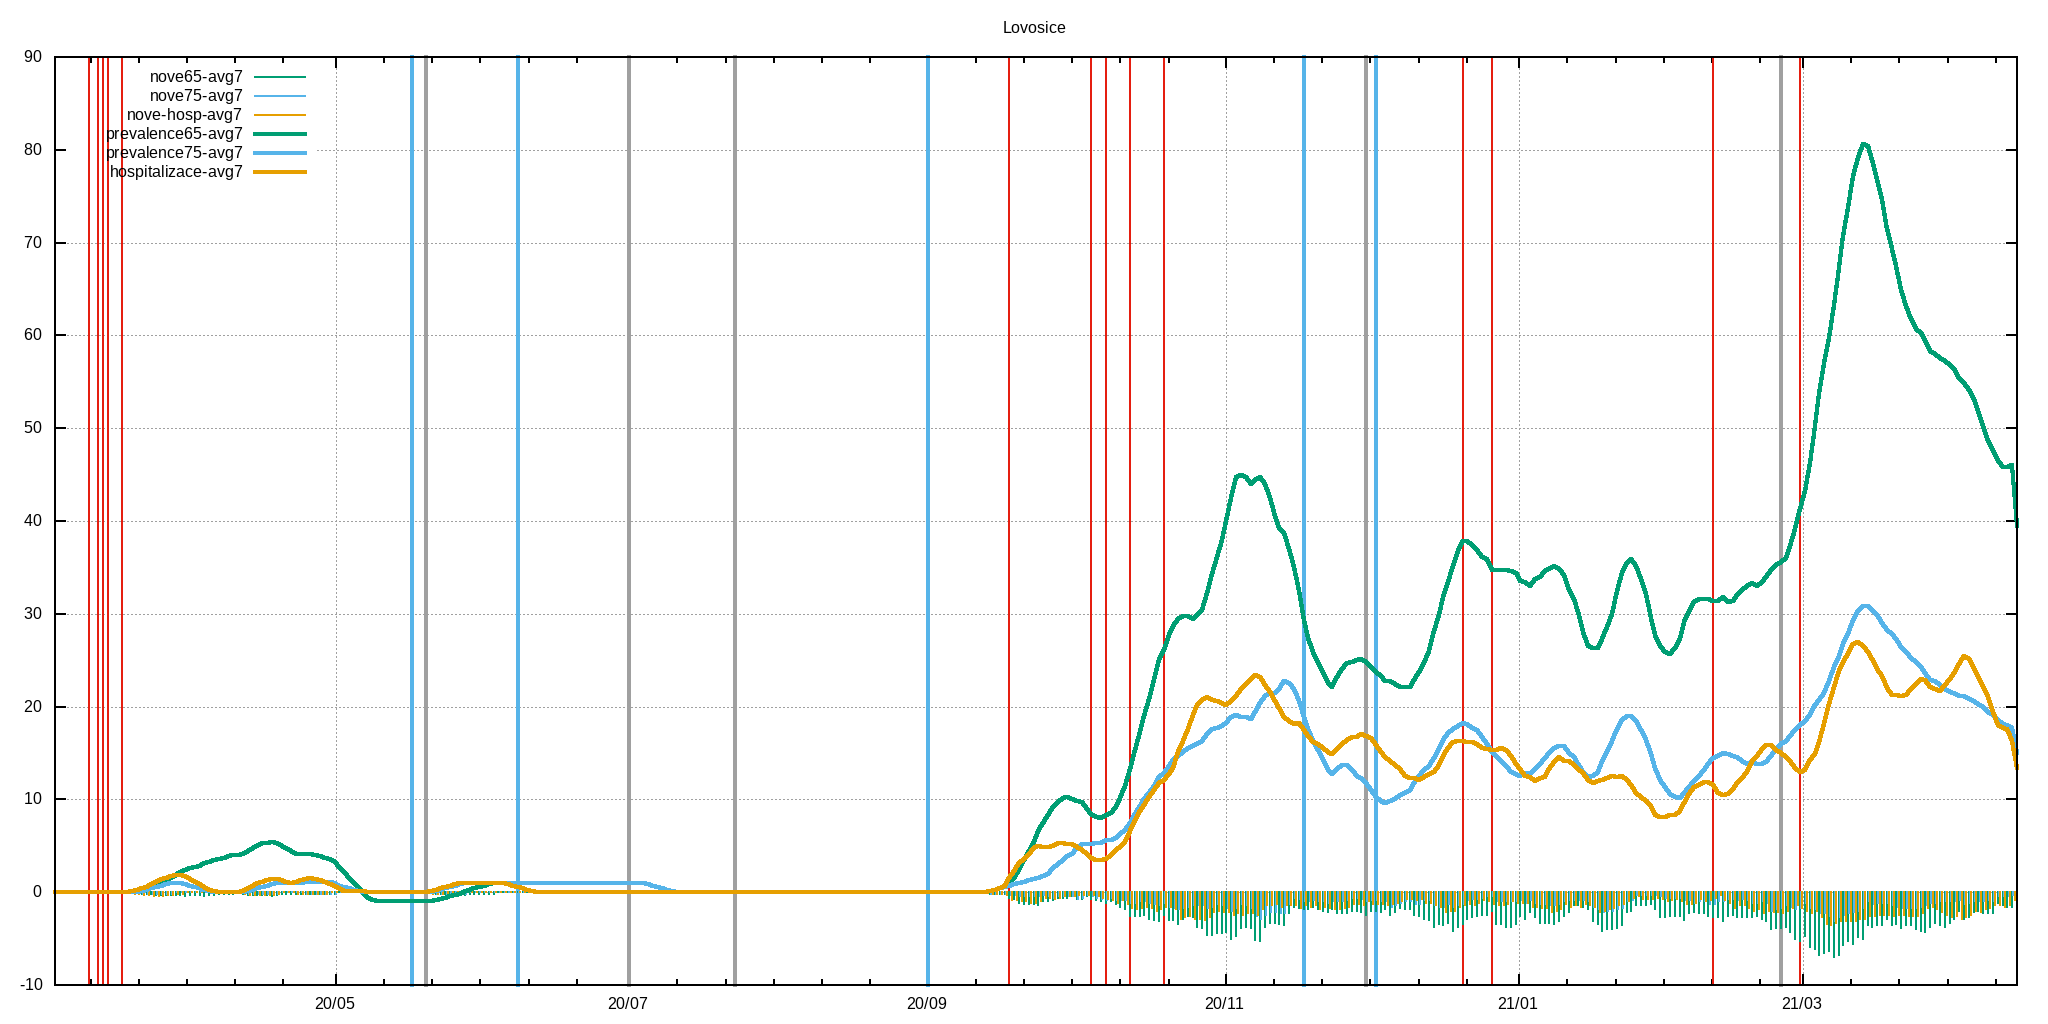 Lovosice
nove65-avg7
nove75-avg7
nove-hosp-avg7
prevalence65-avg7
prevalence75-avg7
hospitalizace-avg7
90
80
70
60
50
40
30
20
10
0
-10
20/05 20/07 20/09 20/11 21/01 21/03